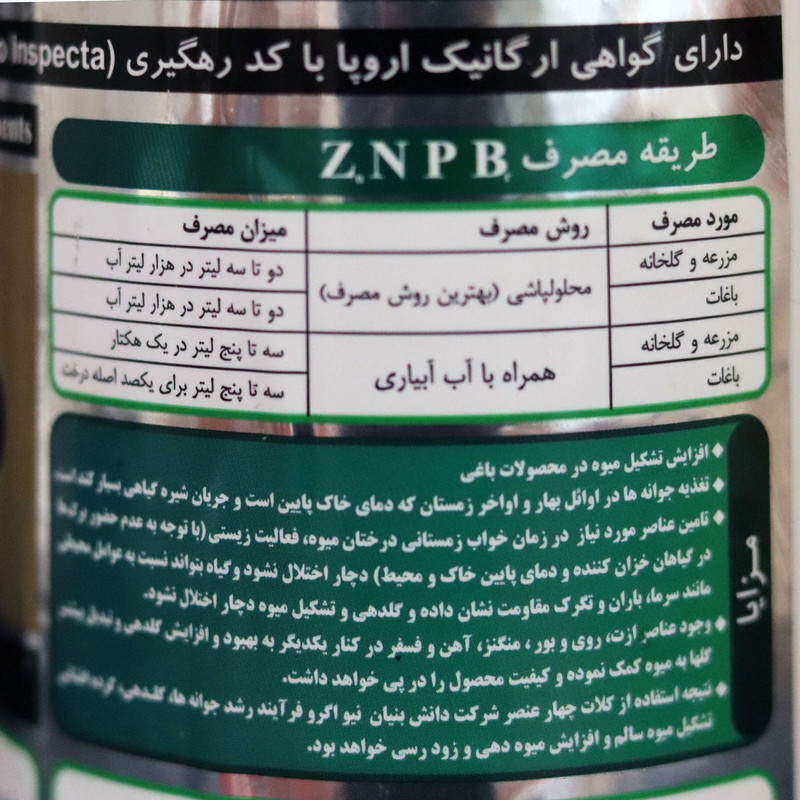 دارای گواهی ارگانیک اروپا با کد رهگیری (o Inspecta
ents
طریقه مصرف Z.N P B
مورد مصرف روش مصرف میزان مصرف
مزرعه و گلخانه محلولپاشی (بهترین روش مصرف) دو تا سه لیتر در هزار لیتر آب
باغات دو تا سه لیتر در هزار لیتر آب
مزرعه و گلخانه همراه با آب آبیاری سه تا پنج لیتر در یک هکتار
باغات سه تا پنج لیتر برای یکصد اصله درخت
مزایا
◆ افزایش تشکیل میوه در محصولات باغی
◆ تغذیه جوانه ها در اوائل بهار و اواخر زمستان که دمای خاک پایین است و جریان شیره گیاهی بسیار کند است.
◆ تامین عناصر مورد نیاز در زمان خواب زمستانی درختان میوه، فعالیت زیستی (با توجه به عدم حضور برگ‌ها
در گیاهان خزان کننده و دمای پایین خاک و محیط) دچار اختلال نشود و گیاه بتواند نسبت به عوامل محیطی
مانند سرما، باران و تگرگ مقاومت نشان داده و گلدهی و تشکیل میوه دچار اختلال نشود.
◆ وجود عناصر ازت، روی و بور ، منگنز، آهن و فسفر در کنار یکدیگر به بهبود و افزایش گلدهی و تبدیل بیشتر
گلها به میوه کمک نموده و کیفیت محصول را در پی خواهد داشت.
◆ نتیجه استفاده از کلات چهار عنصر شرکت دانش بنیان نیو اگرو فرآیند رشد جوانه ها، گلدهی، گرده افشانی
تشکیل میوه سالم و افزایش میوه دهی و زود رسی خواهد بود.